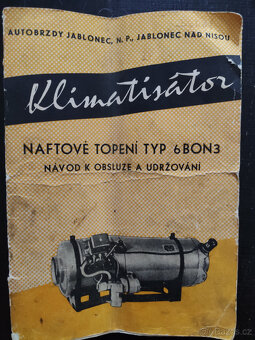 AUTOBRZDY JABLONEC, N. P., JABLONEC NAD NISOU
Klimatisátor
NAFTOVÉ TOPENÍ TYP 6BON3
NÁVOD K OBSLUZE A UDRŽOVÁNÍ